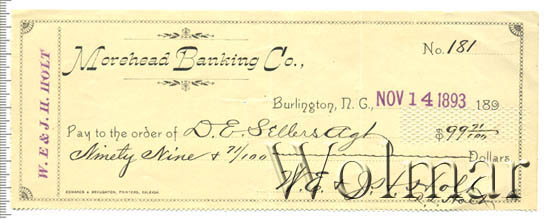 W. E & J. H. HOLT
Morehead Banking Co.,
No. 181
Burlington, N. C., NOV 14 1893 189
Pay to the order of D. E. Sellers Agt $99 71/100
Ninety Nine & 71/100 Dollars
W. E. & J. H. Holt
EDWARDS & BROUGHTON, PRINTERS, RALEIGH.
Wolmar